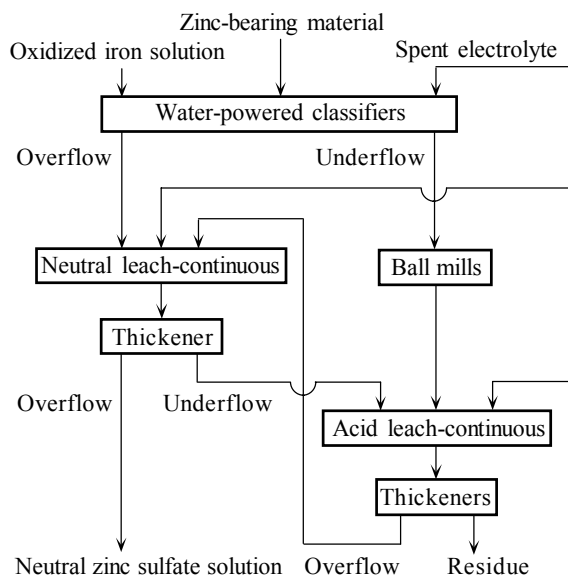 Zinc-bearing material
Oxidized iron solution
Spent electrolyte
Water-powered classifiers
Overflow
Underflow
Neutral leach-continuous
Ball mills
Thickener
Overflow
Underflow
Acid leach-continuous
Thickeners
Neutral zinc sulfate solution
Overflow
Residue